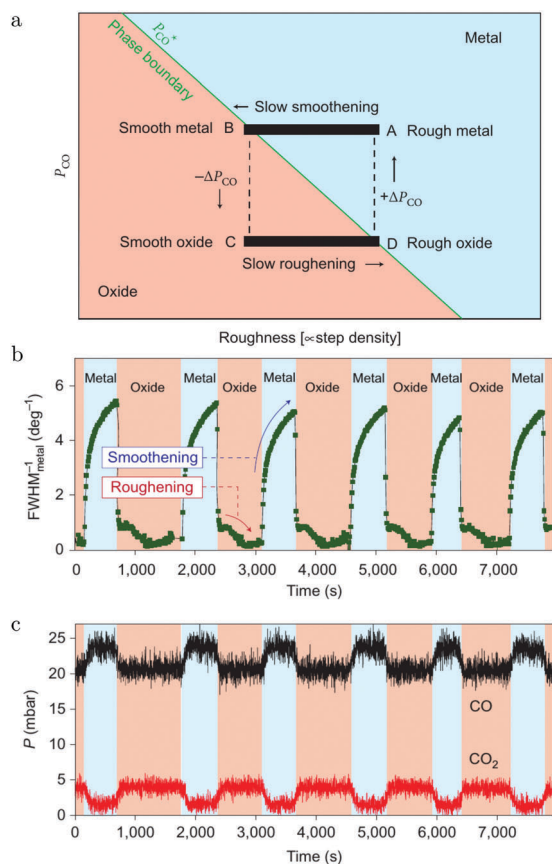 a
P_CO*
Phase boundary
Metal
← Slow smoothening
Smooth metal B
A Rough metal
P_CO
−ΔP_CO
↓
↑
+ΔP_CO
Smooth oxide C
D Rough oxide
Slow roughening →
Oxide
Roughness [∝step density]
b
Metal Oxide Metal Oxide Metal Oxide Metal Oxide Metal Oxide Metal
FWHM⁻¹metal (deg⁻¹)
6
4
2
0
Smoothening
Roughening
0 1,000 2,000 3,000 4,000 5,000 6,000 7,000
Time (s)
c
P (mbar)
25
20
15
10
5
0
CO
CO₂
0 1,000 2,000 3,000 4,000 5,000 6,000 7,000
Time (s)